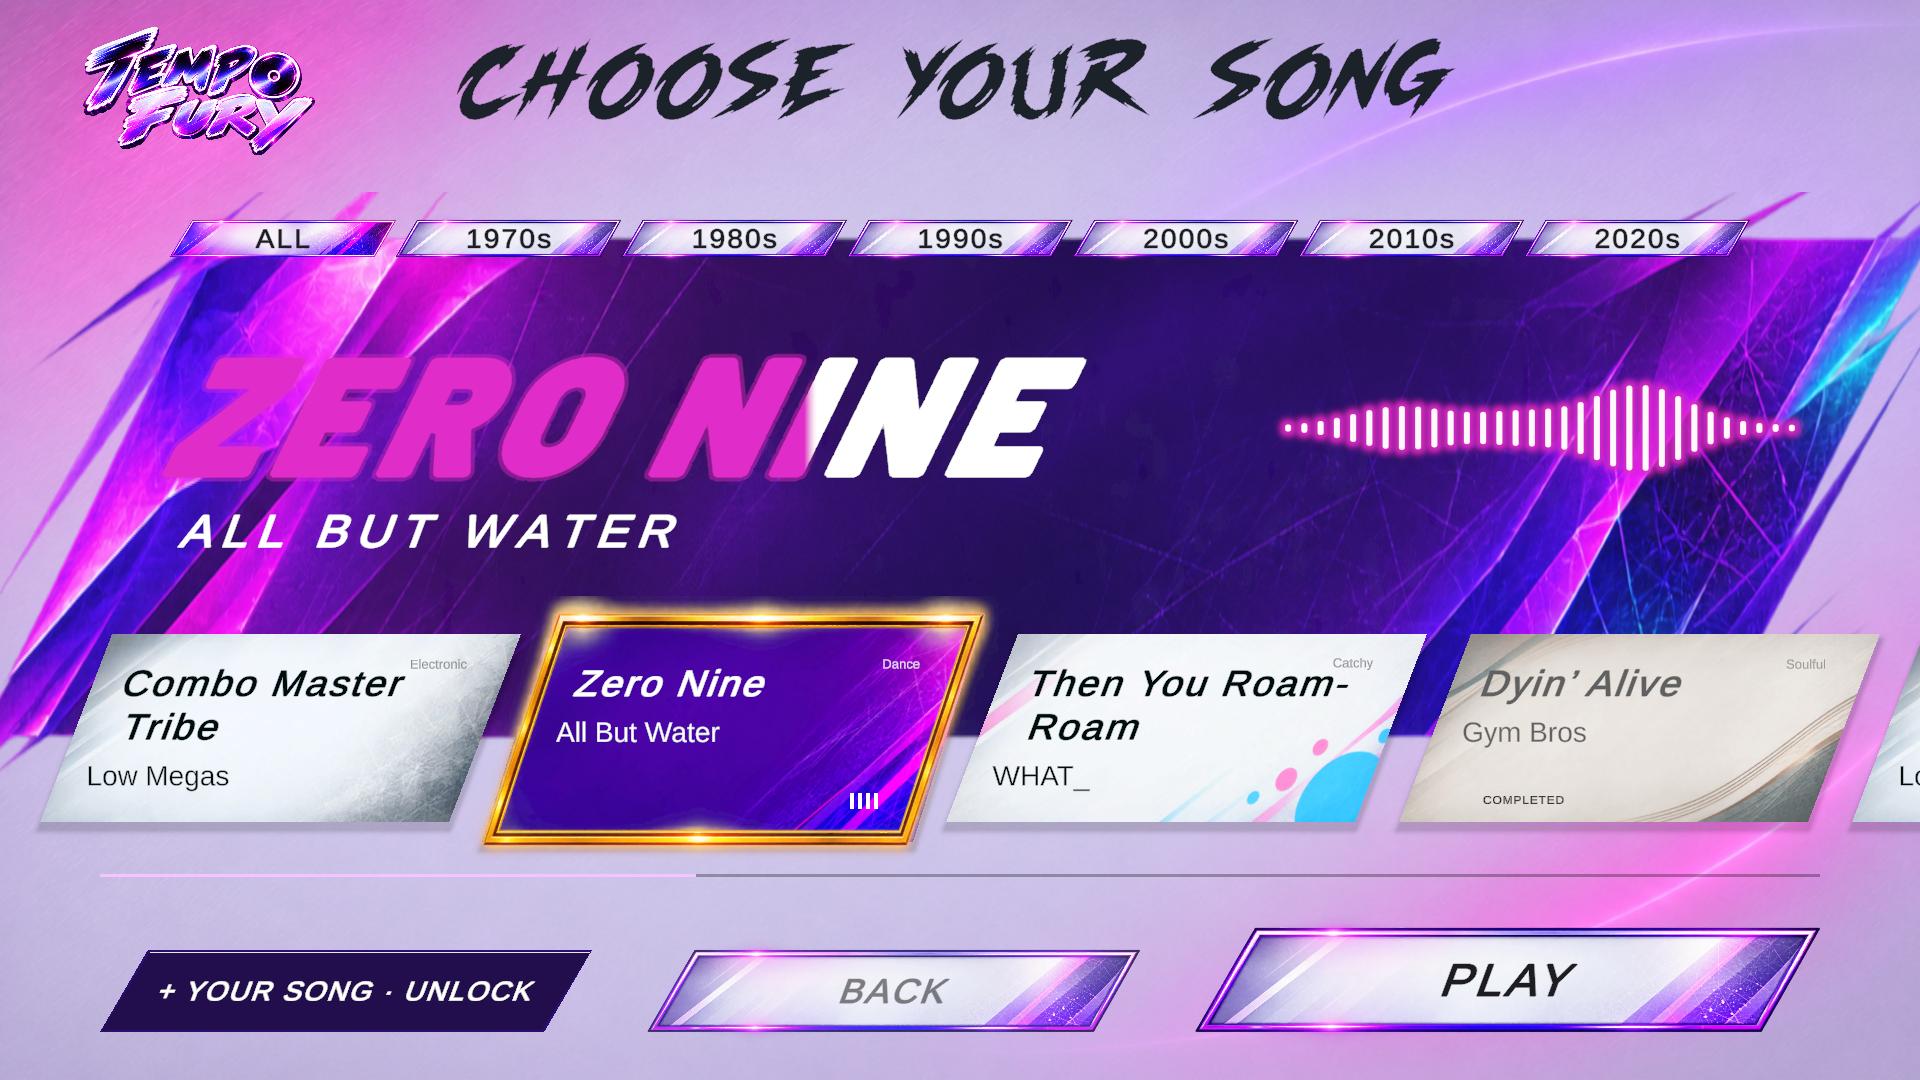 TEMPO
FURY
CHOOSE YOUR SONG
ALL
1970s
1980s
1990s
2000s
2010s
2020s
ZERO NINE
ALL BUT WATER
Combo Master
Tribe
Electronic
Low Megas
Zero Nine
Dance
All But Water
Then You Roam-
Roam
Catchy
WHAT_
Dyin’ Alive
Soulful
Gym Bros
COMPLETED
+ YOUR SONG · UNLOCK
BACK
PLAY